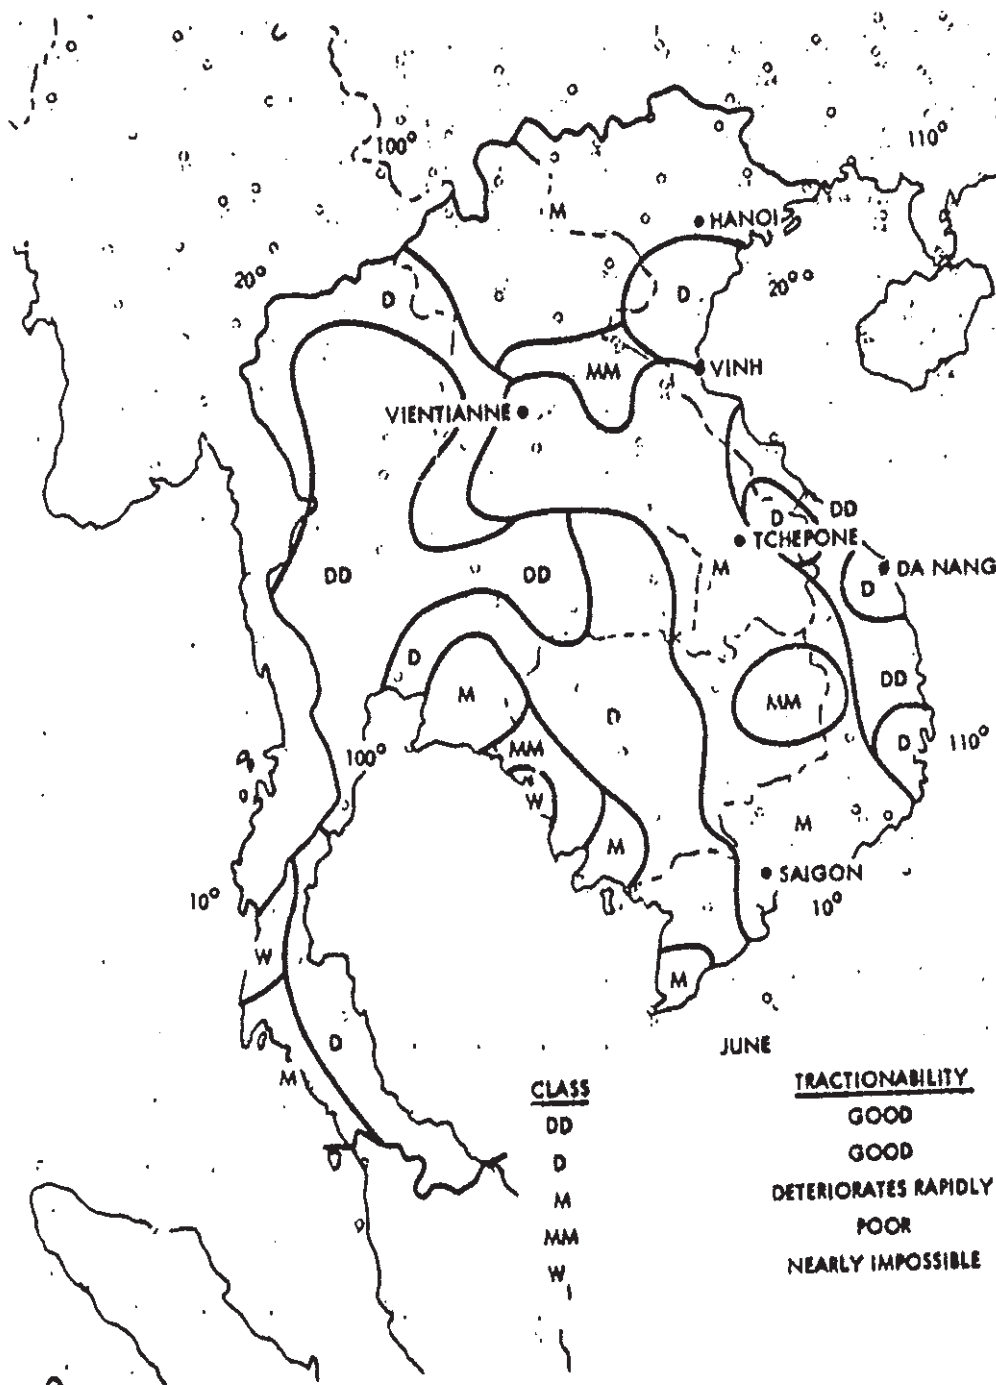 100°
110°
M
HANOI
20°
D
D
20°°
MM
VINH
VIENTIANNE
D
DD
TCHEPONE
DD
DD
M
DA NANG
D
D
M
MM
DD
D
D
100°
MM
110°
W
M
M
SAIGON
10°
10°
W
M
D
M
JUNE
CLASS TRACTIONABILITY
DD GOOD
D GOOD
M DETERIORATES RAPIDLY
MM POOR
W NEARLY IMPOSSIBLE